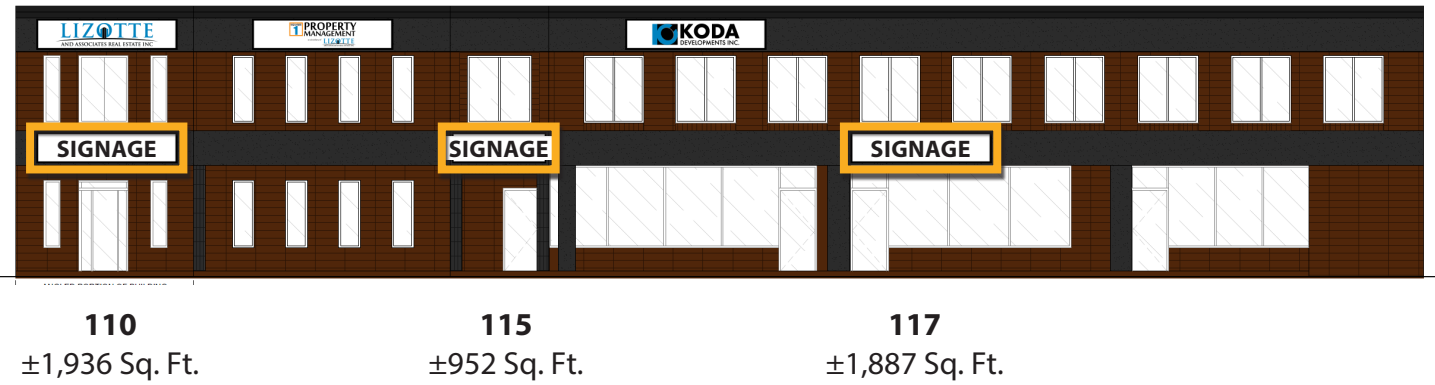 LIZOTTE
AND ASSOCIATES REAL ESTATE INC
1 PROPERTY
MANAGEMENT
LIZOTTE
KODA
DEVELOPMENTS INC.
SIGNAGE
SIGNAGE
SIGNAGE
110
±1,936 Sq. Ft.
115
±952 Sq. Ft.
117
±1,887 Sq. Ft.